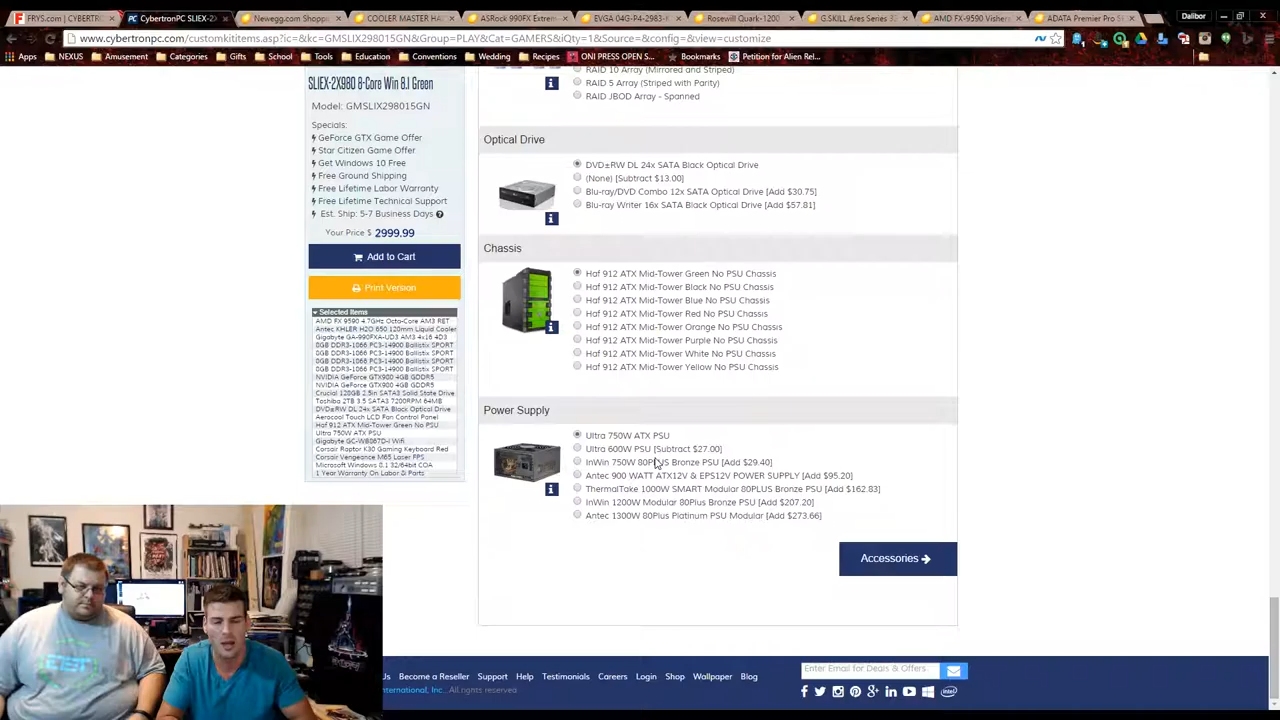 FRYS.com | CYBERTR
CybertronPC SLIEX-2
Newegg.com Shoppi
COOLER MASTER HA
ASRock 990FX Extrem
EVGA 04G-P4-2983-
Rosewill Quark-1200
G.SKILL Ares Series 3
AMD FX-9590 Vishera
ADATA Premier Pro S
Dalibor
www.cybertronpc.com/customkititems.asp?ic=&kc=GMSLIX298015GN&Group=PLAY&Cat=GAMERS&iQty=1&Source=&config=&view=customize
Apps
NEXUS
Amusement
Categories
Gifts
School
Tools
Conventions
Wedding
Recipes
ONI PRESS OPEN S...
Bookmarks
Petition for Alien Rel...
SLIEX-2X980 8-Core Win 8.1 Green
Model: GMSLIX298015GN
Specials:
GeForce GTX Game Offer
Star Citizen Game Offer
Get Windows 10 Free
Free Ground Shipping
Free Lifetime Labor Warranty
Free Lifetime Technical Support
Est. Ship: 5-7 Business Days
Your Price $ 2999.99
Add to Cart
Print Version
Selected Items
AMD FX 9590 4.7GHz Octa-Core AM3 RET
Antec KHLER H2O 650 120mm Liquid Cooler
Gigabyte GA-990FXA-UD3 AM3 4x16 4D3
8GB DDR3-1866 PC3-14900 Ballistix SPORT
8GB DDR3-1866 PC3-14900 Ballistix SPORT
8GB DDR3-1866 PC3-14900 Ballistix SPORT
8GB DDR3-1866 PC3-14900 Ballistix SPORT
NVIDIA GeForce GTX980 4GB GDDR5
NVIDIA GeForce GTX980 4GB GDDR5
Crucial 128GB 2.5in SATA3 Solid State Drive
Toshiba 2TB 3.5 SATA3 7200RPM 64MB
DVD±RW DL 24x SATA Black Optical Drive
Aerocool Touch LCD Fan Control Panel
Haf 912 ATX Mid-Tower Green No PSU
Ultra 750W ATX PSU
Gigabyte GC-WB867D-I Wifi
Corsair Raptor K30 Gaming Keyboard Red
Corsair Vengeance M65 Laser FPS
Microsoft Windows 8.1 32/64bit COA
1 Year Warranty On Labor & Parts
RAID 10 Array (Mirrored and Striped)
RAID 5 Array (Striped with Parity)
RAID JBOD Array - Spanned
Optical Drive
DVD±RW DL 24x SATA Black Optical Drive
(None) [Subtract $13.00]
Blu-ray/DVD Combo 12x SATA Optical Drive [Add $30.75]
Blu-ray Writer 16x SATA Black Optical Drive [Add $57.81]
Chassis
Haf 912 ATX Mid-Tower Green No PSU Chassis
Haf 912 ATX Mid-Tower Black No PSU Chassis
Haf 912 ATX Mid-Tower Blue No PSU Chassis
Haf 912 ATX Mid-Tower Red No PSU Chassis
Haf 912 ATX Mid-Tower Orange No PSU Chassis
Haf 912 ATX Mid-Tower Purple No PSU Chassis
Haf 912 ATX Mid-Tower White No PSU Chassis
Haf 912 ATX Mid-Tower Yellow No PSU Chassis
Power Supply
Ultra 750W ATX PSU
Ultra 600W PSU [Subtract $27.00]
InWin 750W 80PLUS Bronze PSU [Add $29.40]
Antec 900 WATT ATX12V & EPS12V POWER SUPPLY [Add $95.20]
ThermalTake 1000W SMART Modular 80PLUS Bronze PSU [Add $162.83]
InWin 1200W Modular 80Plus Bronze PSU [Add $207.20]
Antec 1300W 80Plus Platinum PSU Modular [Add $273.66]
Accessories
Us
Become a Reseller
Support
Help
Testimonials
Careers
Login
Shop
Wallpaper
Blog
International, Inc.. All rights reserved
Enter Email for Deals & Offers
intel